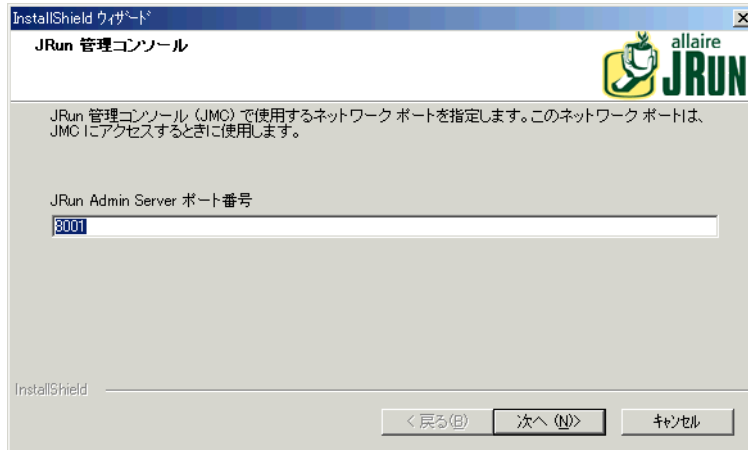 InstallShield ウィザード
JRun 管理コンソール
allaire
JRUN
JRun 管理コンソール (JMC) で使用するネットワーク ポートを指定します。このネットワーク ポートは、
JMC にアクセスするときに使用します。
JRun Admin Server ポート番号
8001
InstallShield
< 戻る(B)
次へ (N)>
キャンセル